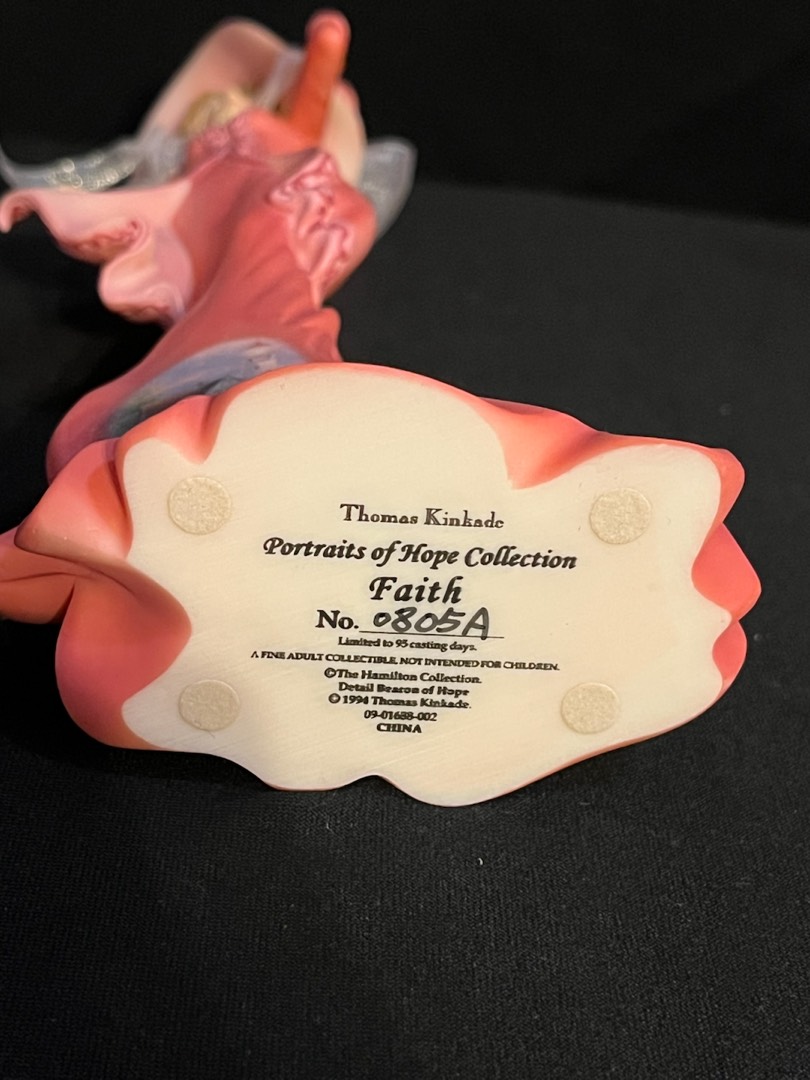 Thomas Kinkade
Portraits of Hope Collection
Faith
No. 0805A
Limited to 95 casting days.
A FINE ADULT COLLECTIBLE, NOT INTENDED FOR CHILDREN.
©The Hamilton Collection.
Detail Beacon of Hope
©1994 Thomas Kinkade.
09-01688-002
CHINA